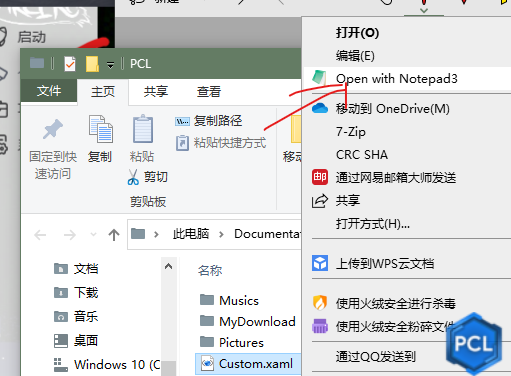 启动
PCL
文件
主页
共享
查看
固定到快
速访问
复制
粘贴
复制路径
粘贴快捷方式
剪切
移动
剪贴板
此电脑
Documentat
文档
下载
音乐
桌面
Windows 10 (C
名称
Musics
MyDownload
Pictures
Custom.xaml
打开(O)
编辑(E)
Open with Notepad3
移动到 OneDrive(M)
7-Zip
CRC SHA
通过网易邮箱大师发送
共享
打开方式(H)...
上传到WPS云文档
使用火绒安全进行杀毒
使用火绒安全粉碎文件
通过QQ发送到
PCL